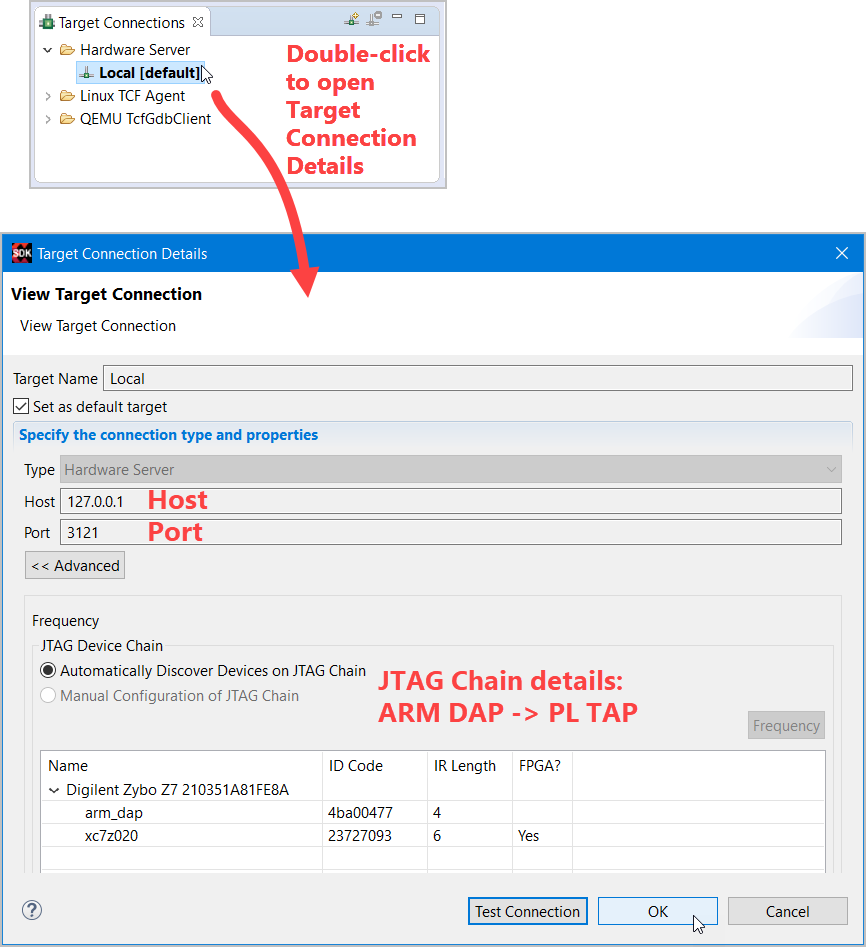 Target Connections
Hardware Server
Local [default]
Linux TCF Agent
QEMU TcfGdbClient
Double-click
to open
Target
Connection
Details
SDK Target Connection Details
View Target Connection
View Target Connection
Target Name Local
Set as default target
Specify the connection type and properties
Type Hardware Server
Host 127.0.0.1 Host
Port 3121 Port
<< Advanced
Frequency
JTAG Device Chain
Automatically Discover Devices on JTAG Chain
Manual Configuration of JTAG Chain
JTAG Chain details:
ARM DAP -> PL TAP
Frequency
Name ID Code IR Length FPGA?
Digilent Zybo Z7 210351A81FE8A
arm_dap 4ba00477 4
xc7z020 23727093 6 Yes
? Test Connection OK Cancel